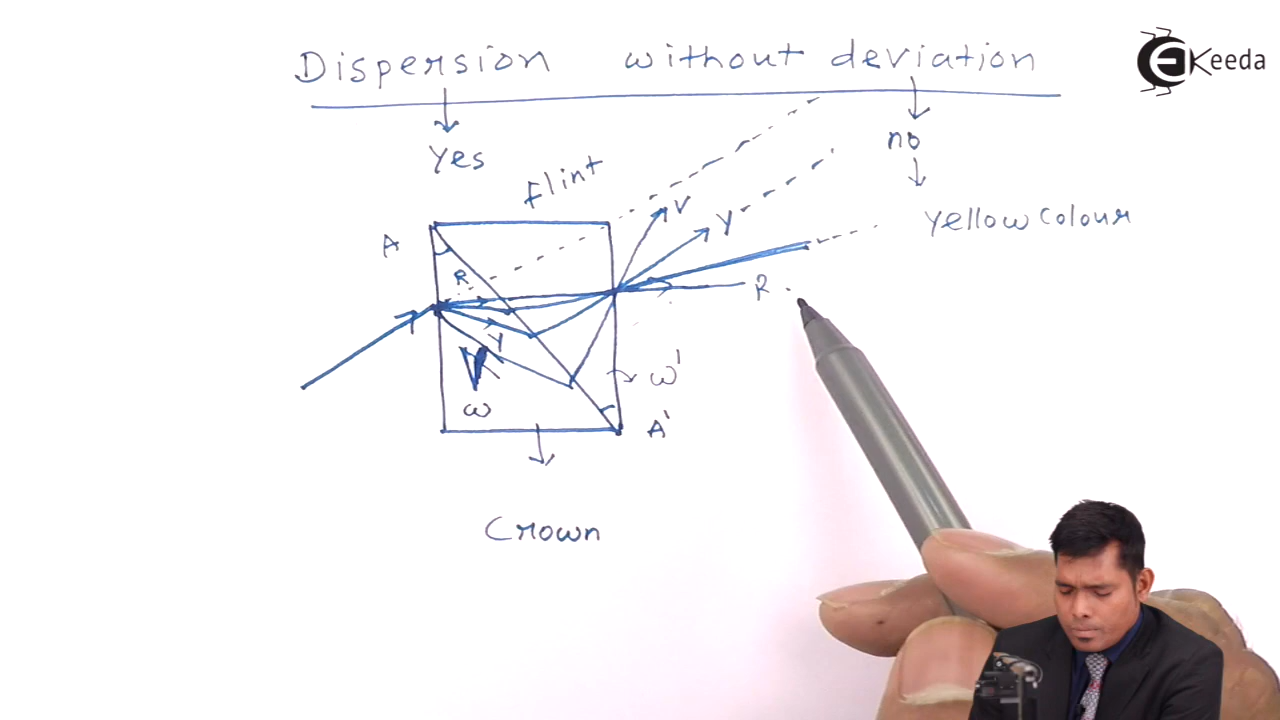 Dispersion without deviation
EKeeda
Yes
no
Flint
Yellow colour
A
V
Y
R
R
Y
V
ω
ω'
A'
Crown